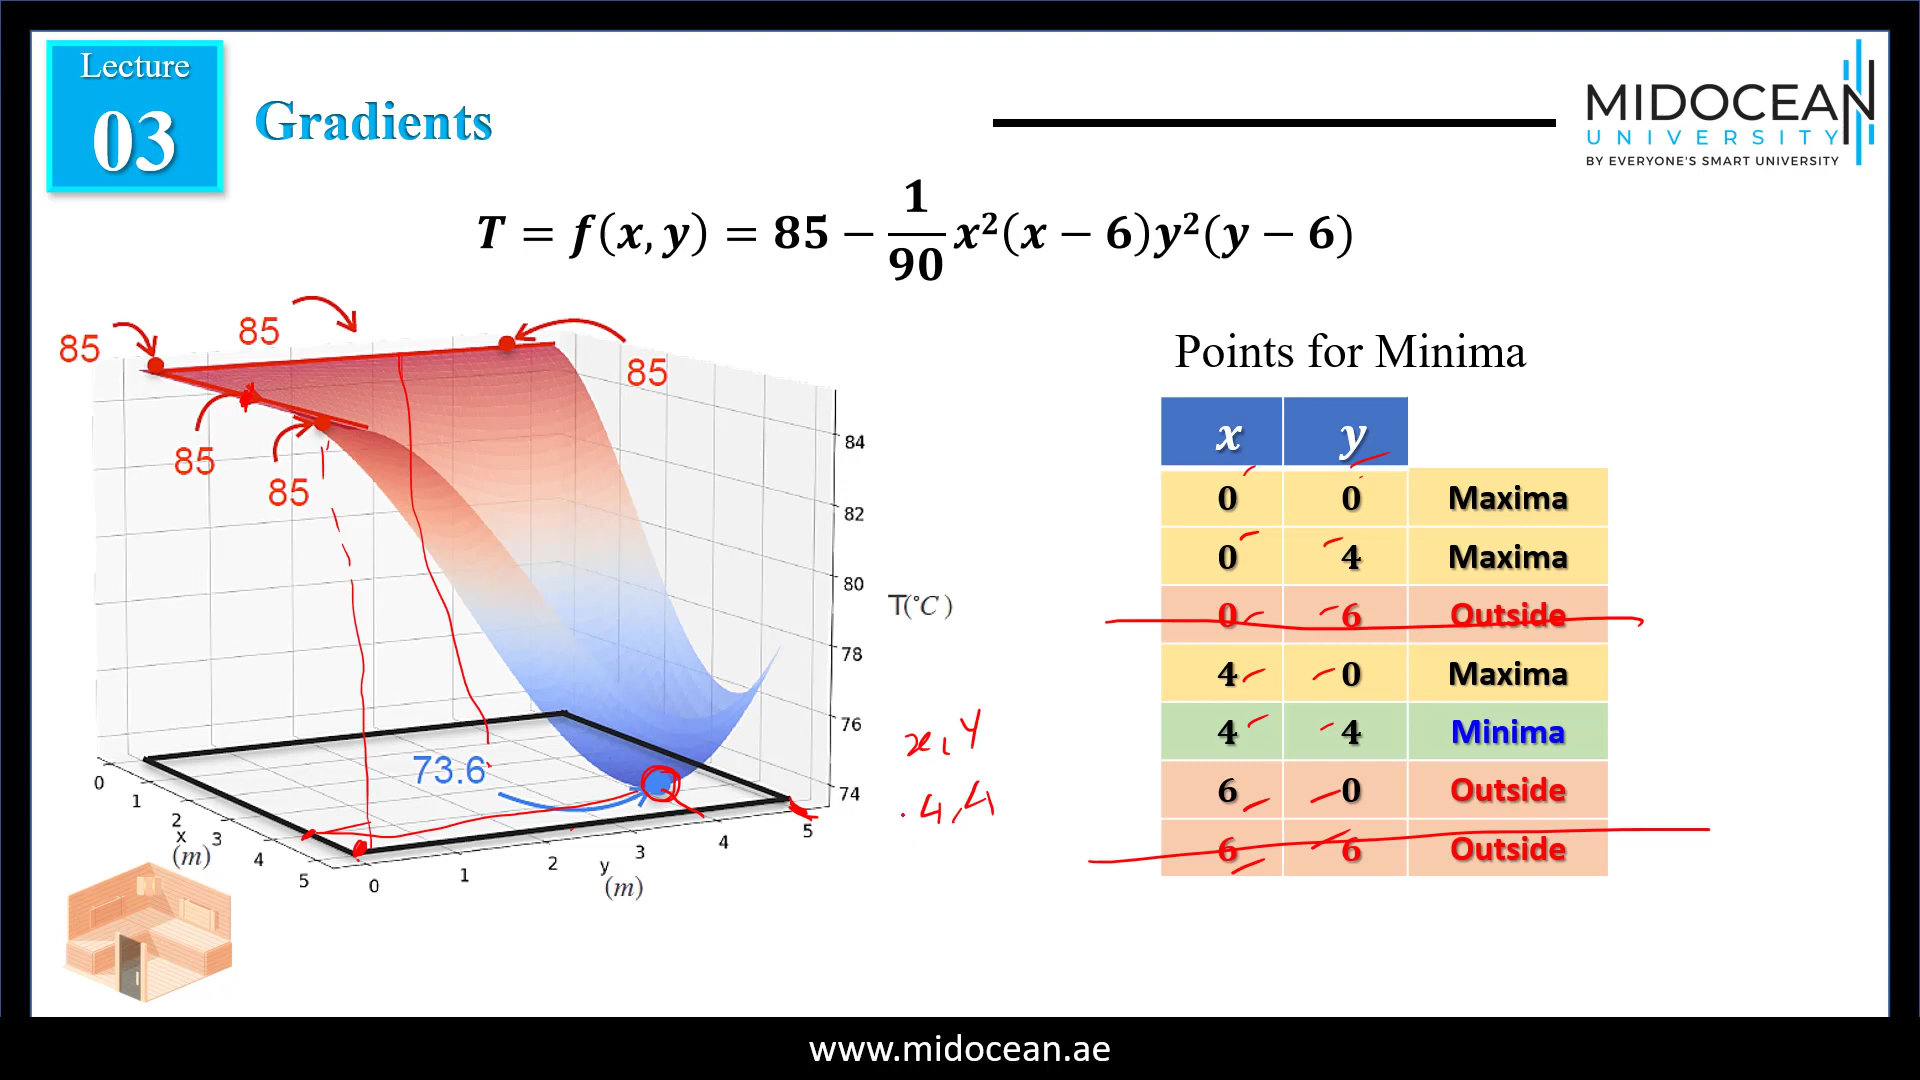 Lecture
03
Gradients
MIDOCEAN
UNIVERSITY
BY EVERYONE'S SMART UNIVERSITY
T = f(x, y) = 85 − 1/90 x²(x − 6)y²(y − 6)
85
85
85
85
85
84
82
80
78
76
74
T(°C)
73.6
0
1
2
3
4
5
x
(m)
0
1
2
3
4
5
y
(m)
x, y
4, 4
Points for Minima
x y
0 0 Maxima
0 4 Maxima
0 6 Outside
4 0 Maxima
4 4 Minima
6 0 Outside
6 6 Outside
www.midocean.ae